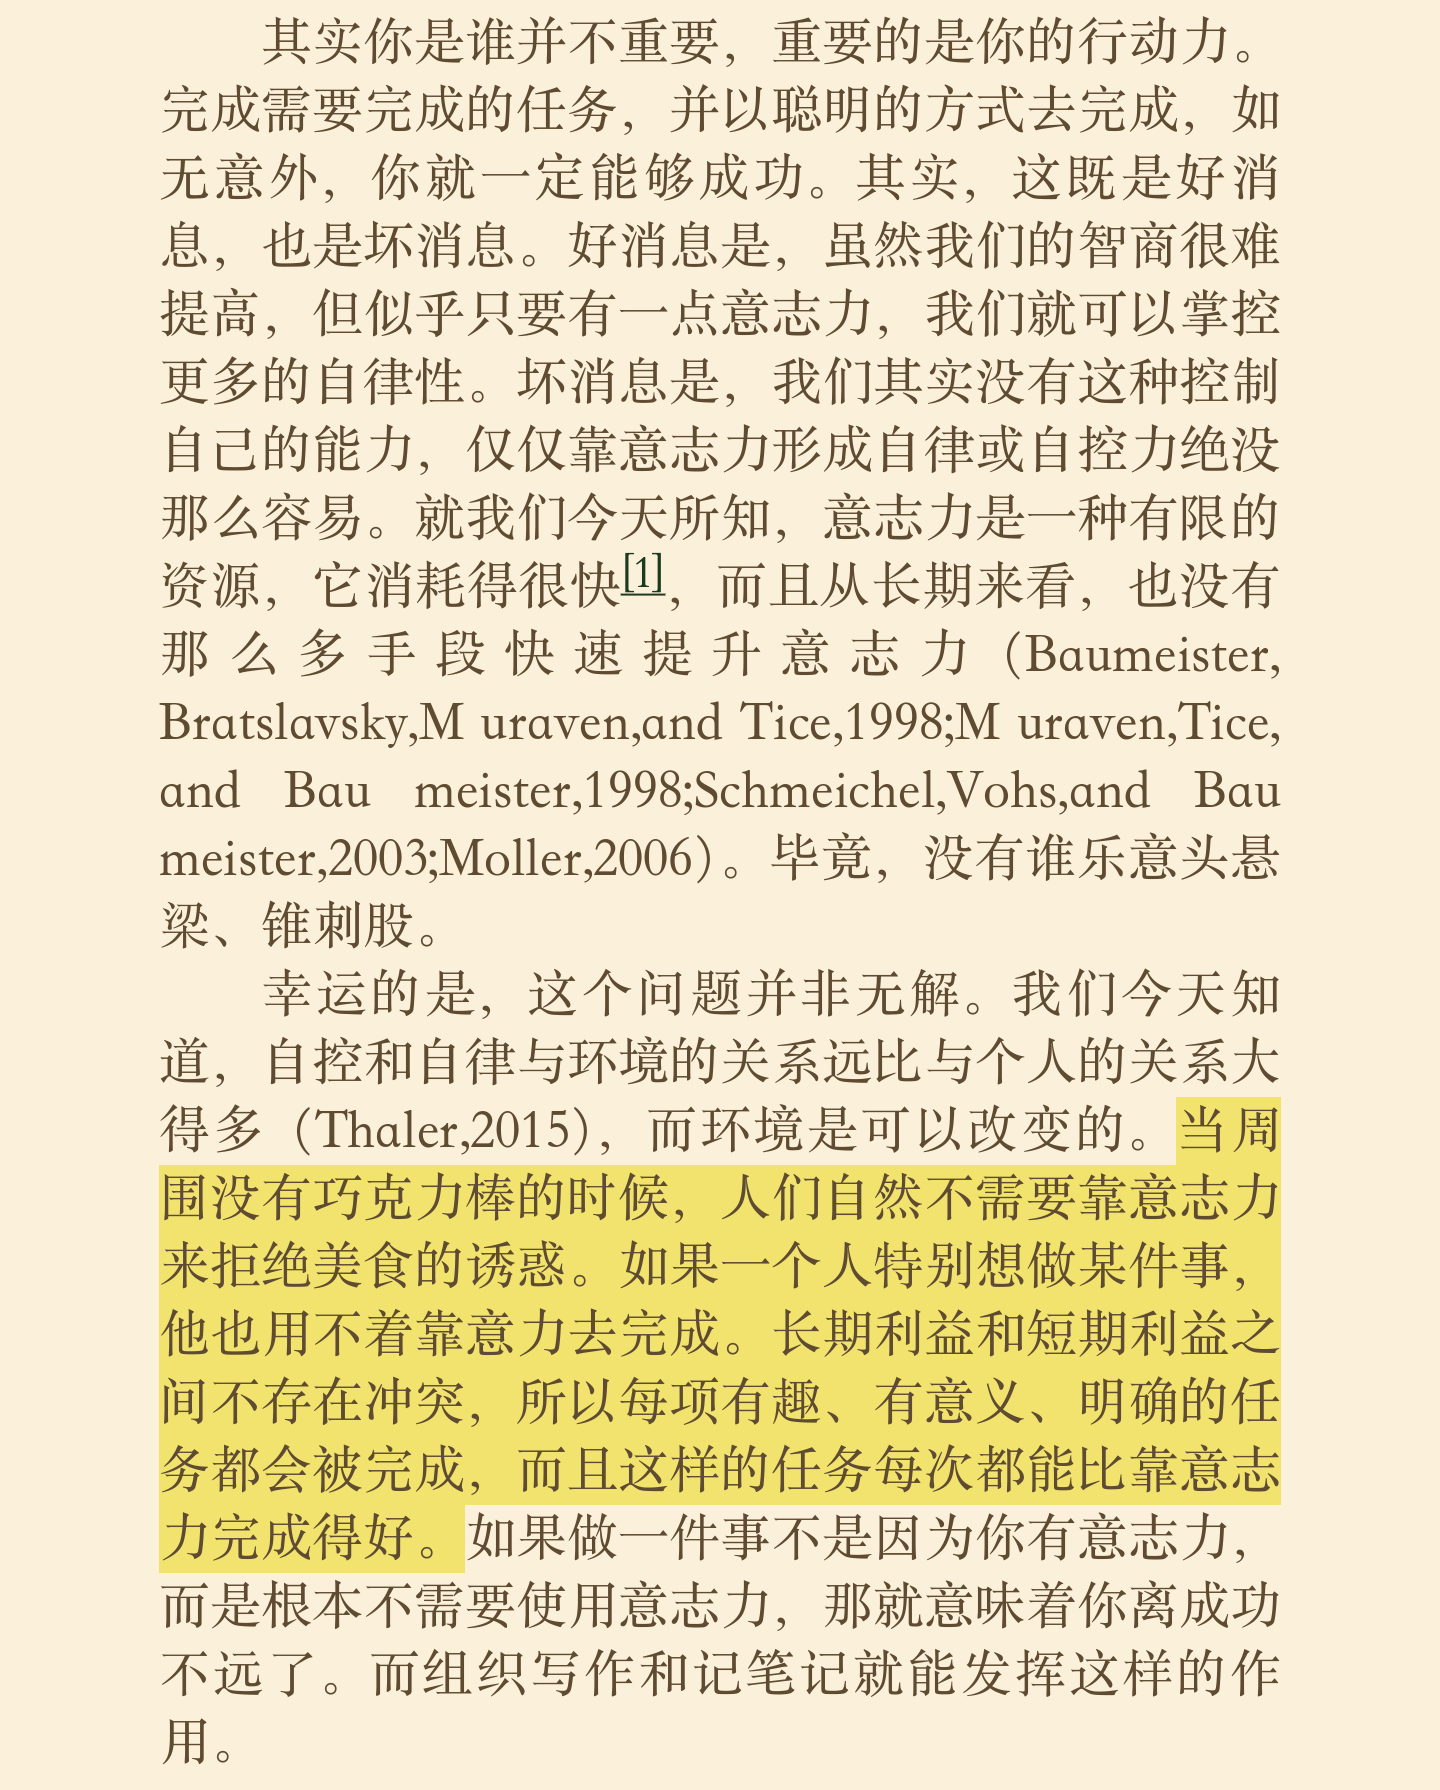 其实你是谁并不重要，重要的是你的行动力。
完成需要完成的任务，并以聪明的方式去完成，如
无意外，你就一定能够成功。其实，这既是好消
息，也是坏消息。好消息是，虽然我们的智商很难
提高，但似乎只要有一点意志力，我们就可以掌控
更多的自律性。坏消息是，我们其实没有这种控制
自己的能力，仅仅靠意志力形成自律或自控力绝没
那么容易。就我们今天所知，意志力是一种有限的
资源，它消耗得很快[1]，而且从长期来看，也没有
那么多手段快速提升意志力（Baumeister,
Bratslavsky,M uraven,and Tice,1998;M uraven,Tice,
and Bau meister,1998;Schmeichel,Vohs,and Bau
meister,2003;Moller,2006）。毕竟，没有谁乐意头悬
梁、锥刺股。
幸运的是，这个问题并非无解。我们今天知
道，自控和自律与环境的关系远比与个人的关系大
得多（Thaler,2015），而环境是可以改变的。当周
围没有巧克力棒的时候，人们自然不需要靠意志力
来拒绝美食的诱惑。如果一个人特别想做某件事，
他也用不着靠意力去完成。长期利益和短期利益之
间不存在冲突，所以每项有趣、有意义、明确的任
务都会被完成，而且这样的任务每次都能比靠意志
力完成得好。如果做一件事不是因为你有意志力，
而是根本不需要使用意志力，那就意味着你离成功
不远了。而组织写作和记笔记就能发挥这样的作
用。